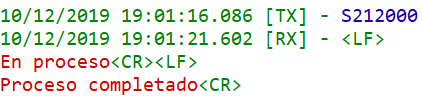 10/12/2019 19:01:16.086 [TX] - S212000
10/12/2019 19:01:21.602 [RX] - <LF>
En proceso<CR><LF>
Proceso completado<CR>